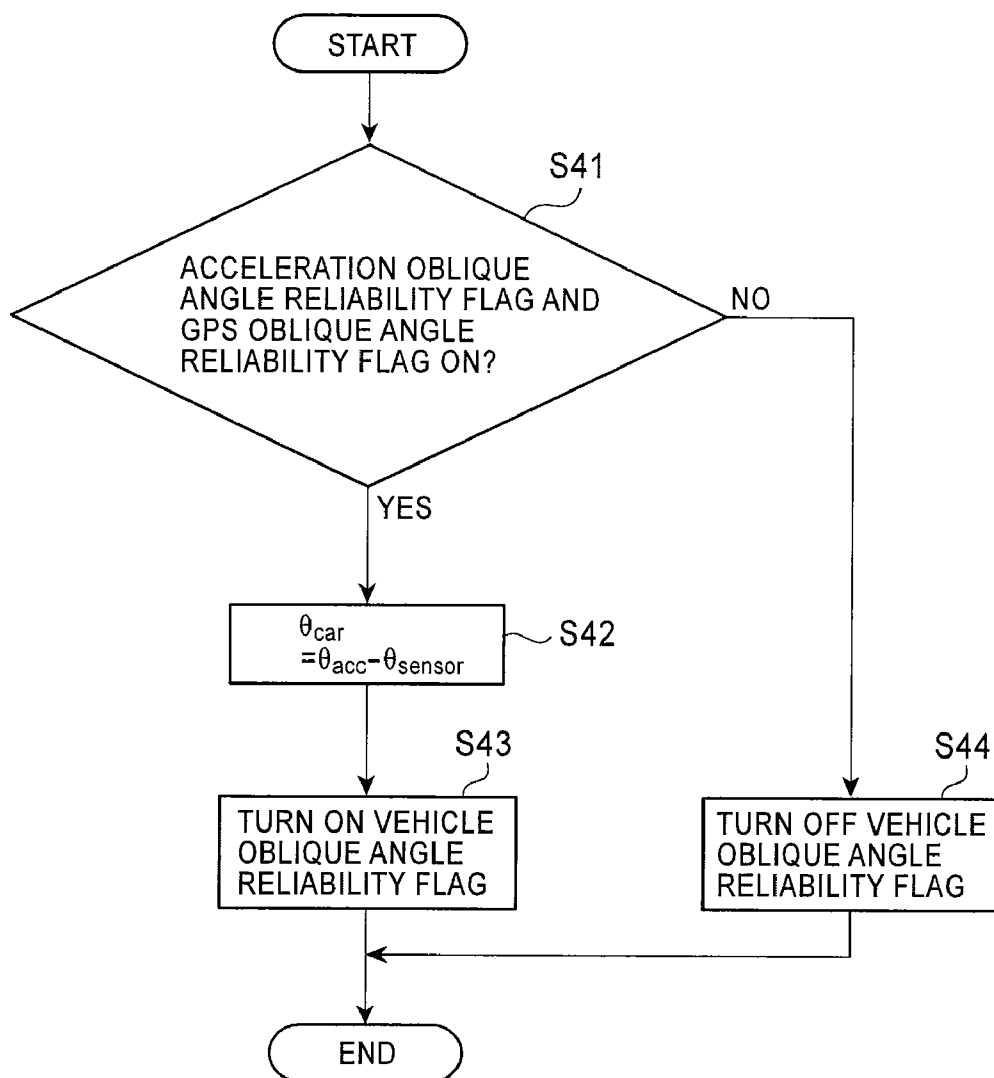 START
S41
ACCELERATION OBLIQUE
ANGLE RELIABILITY FLAG AND
GPS OBLIQUE ANGLE
RELIABILITY FLAG ON?
NO
YES
θcar
=θacc-θsensor
S42
S43
TURN ON VEHICLE
OBLIQUE ANGLE
RELIABILITY FLAG
S44
TURN OFF VEHICLE
OBLIQUE ANGLE
RELIABILITY FLAG
END